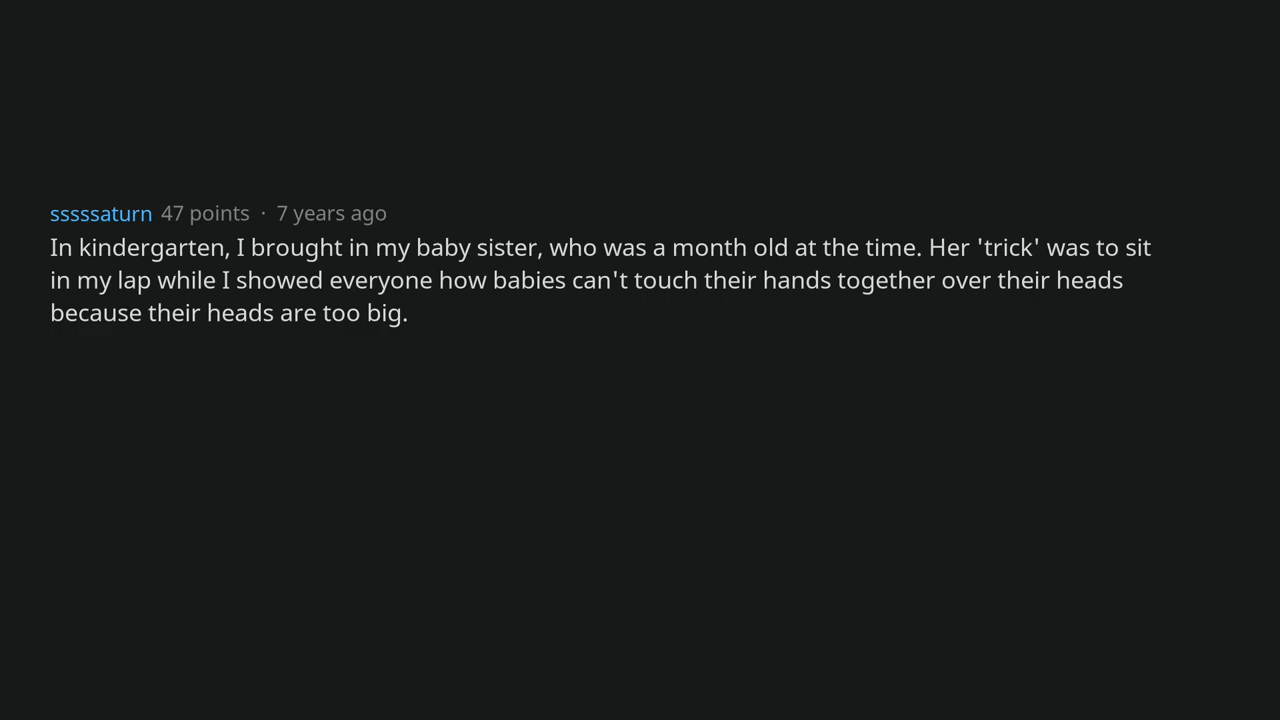 sssssaturn 47 points · 7 years ago
In kindergarten, I brought in my baby sister, who was a month old at the time. Her 'trick' was to sit
in my lap while I showed everyone how babies can't touch their hands together over their heads
because their heads are too big.